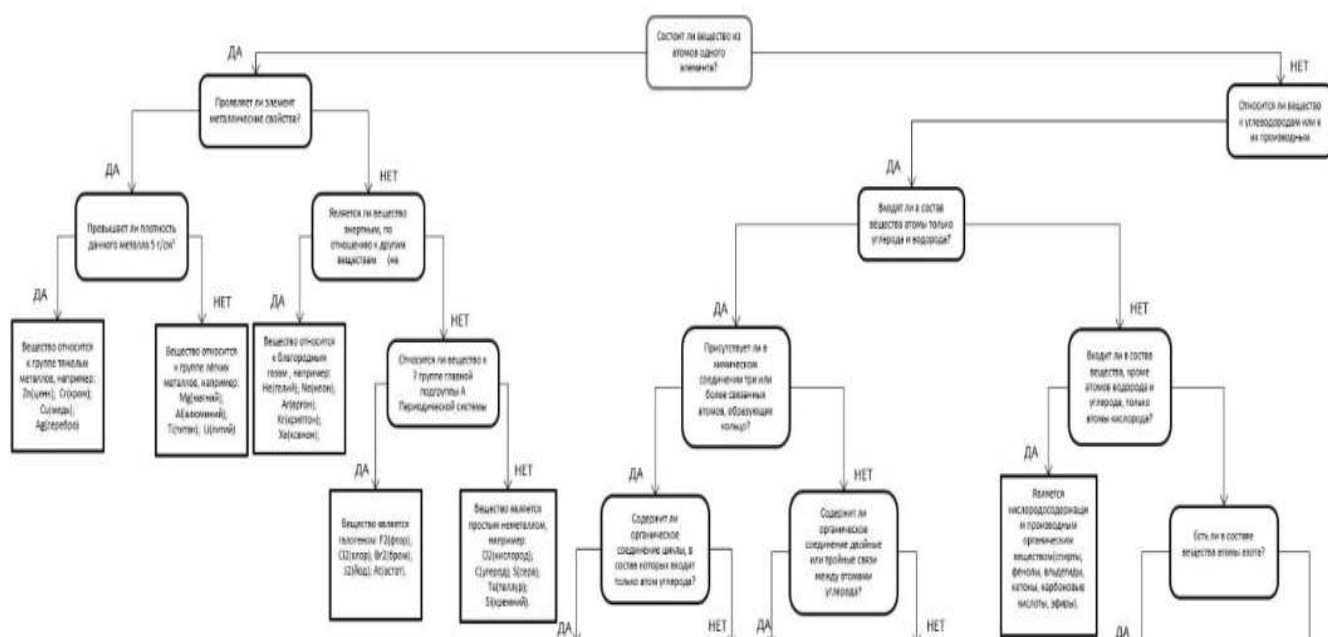 Состоит ли вещество из
атомов одного
элемента?
ДА
НЕТ
Проявляет ли элемент
металлические свойства?
Относится ли вещество
к углеводородам или к
их производным
ДА
НЕТ
ДА
Превышает ли плотность
данного металла 5 г/см³
Является ли вещество
инертным, по
отношению к другим
веществам (не
Входят ли в состав
вещества атомы только
углерода и водорода?
ДА
НЕТ
ДА
НЕТ
ДА
НЕТ
Вещество относится
к группе тяжелых
металлов, например:
Zn(цинк), Cr(хром);
Cu(медь);
Ag(серебро)
Вещество относится
к группе лёгких
металлов, например:
Mg(магний);
Al(алюминий);
Ti(титан); Li(литий)
Вещество относится
к благородным
газам , например:
He(гелий), Ne(неон),
Ar(аргон);
Kr(криптон);
Xe(ксенон);
Относится ли вещество к
7 группе главной
подгруппы А
Периодической системы
Присутствует ли в
химическом
соединении три или
более связанных
атомов, образующих
кольцо?
Входит ли в состав
вещества, кроме
атомов водорода и
углерода, только
атомы кислорода?
ДА
НЕТ
ДА
НЕТ
ДА
НЕТ
Вещество является
галогеном: F2(фтор),
Cl2(хлор), Br2(бром),
J2(йод); At(астат).
Вещество является
простым неметаллом,
например:
O2(кислород);
C(углерод); S(сера);
Te(теллур);
Si(кремний).
Содержит ли
органическое
соединение циклы, в
состав которых входит
только атом углерода?
Содержит ли
органическое
соединение двойные
или тройные связи
между атомами
углерода?
Является
кислородосодержащи
м производным
органическим
веществом(спирты,
фенолы, альдегиды,
кетоны, карбоновые
кислоты, эфиры).
Есть ли в составе
вещества атомы азота?
ДА
НЕТ
ДА
НЕТ
ДА